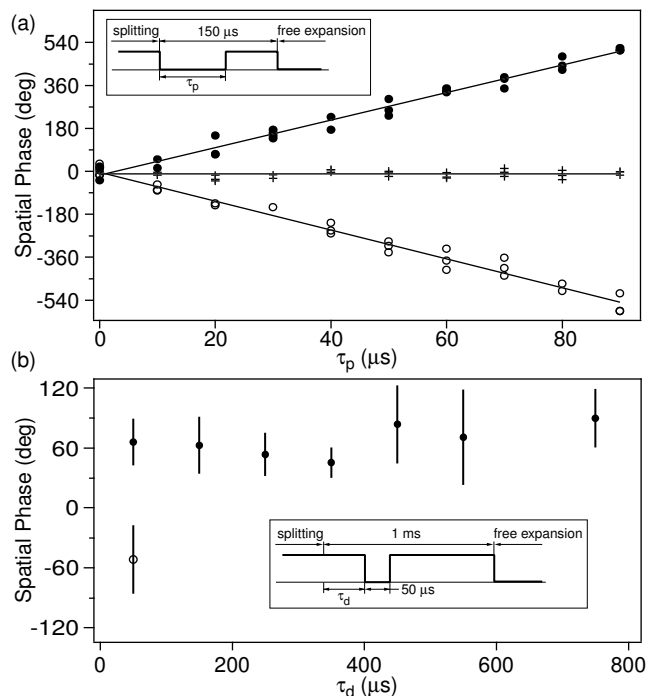 (a)
splitting 150 μs free expansion
τp
Spatial Phase (deg)
540
360
180
0
-180
-360
-540
0 20 40 60 80
τp (μs)
(b)
Spatial Phase (deg)
120
60
0
-60
-120
splitting 1 ms free expansion
τd 50 μs
0 200 400 600 800
τd (μs)